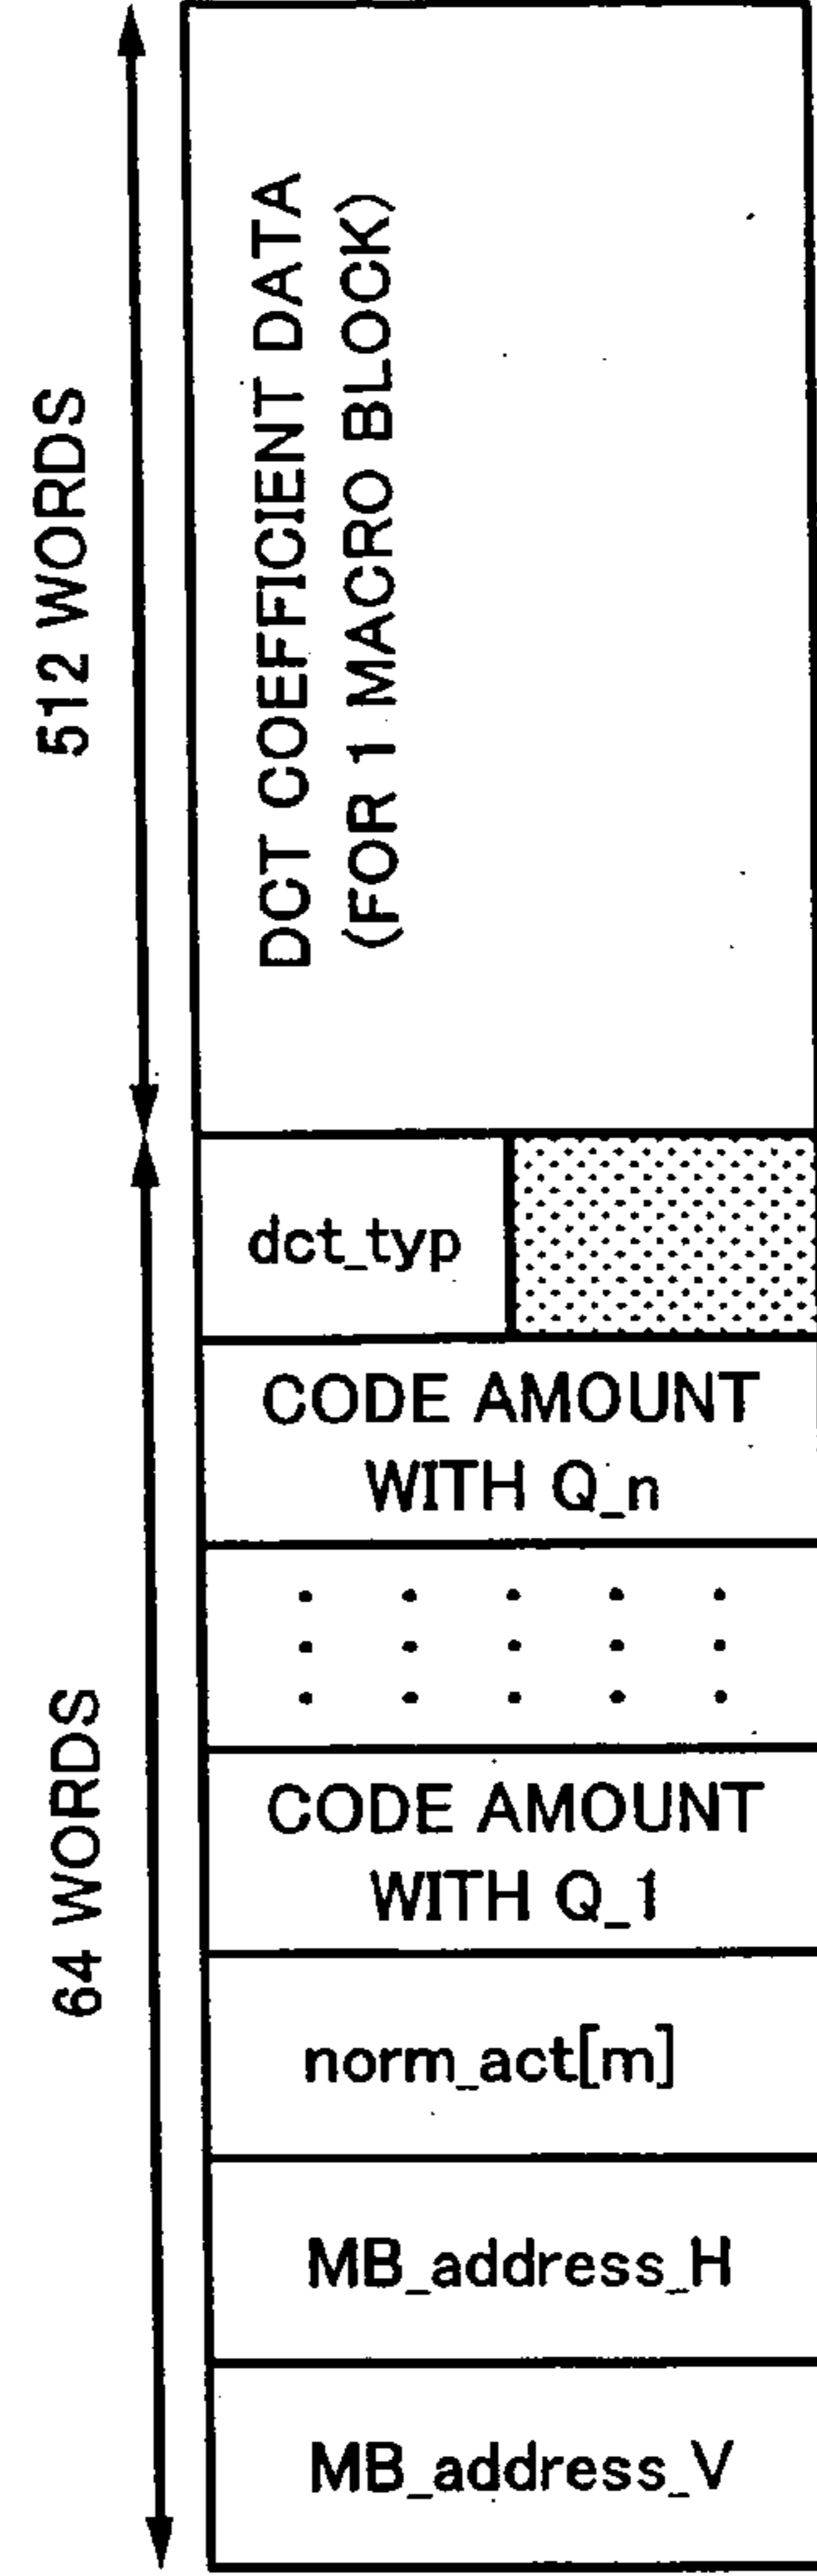 512 WORDS
DCT COEFFICIENT DATA
(FOR 1 MACRO BLOCK)
64 WORDS
dct_typ
CODE AMOUNT
WITH Q_n
CODE AMOUNT
WITH Q_1
norm_act[m]
MB_address_H
MB_address_V